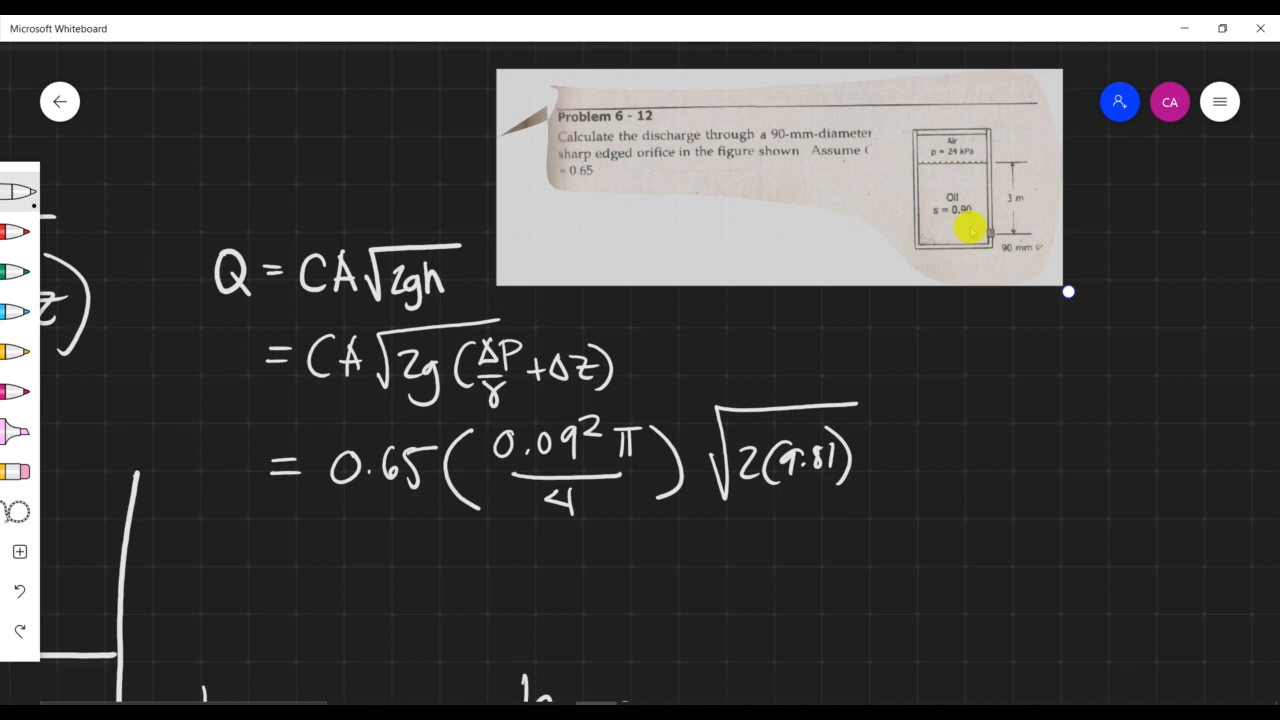 Microsoft Whiteboard
CA
Problem 6 - 12
Calculate the discharge through a 90-mm-diameter
sharp edged orifice in the figure shown Assume (
= 0.65
Air
p = 24 kPa
Oil
s = 0.90
3 m
90 mm
z)
Q = CA√2gh
= CA√2g(ΔP/γ + Δz)
= 0.65(0.09²π/4)√2(9.81)